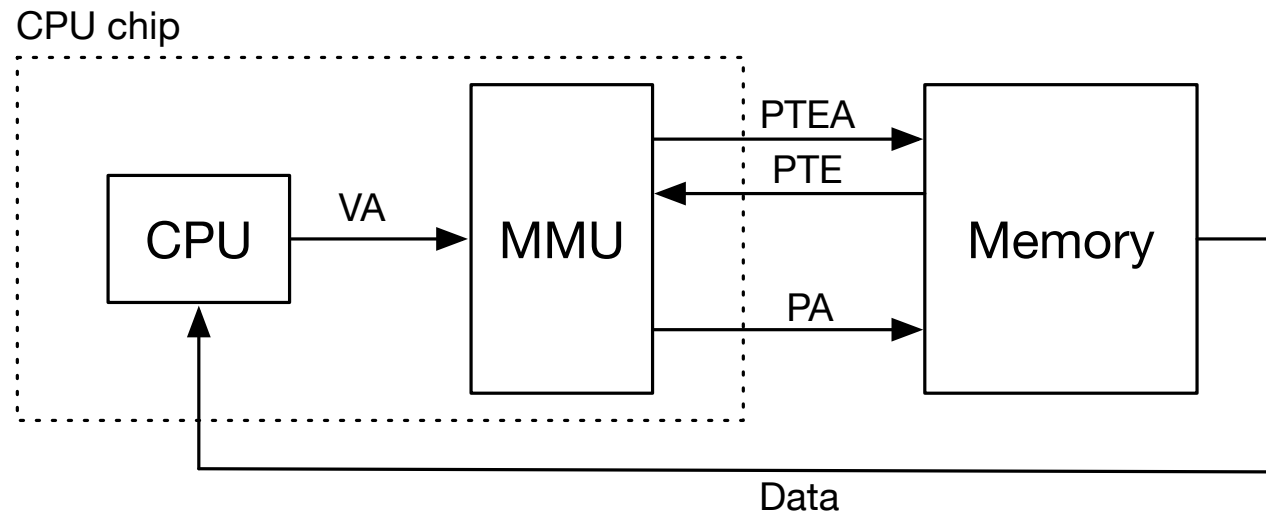 CPU chip
PTEA
PTE
VA
CPU
MMU
Memory
PA
Data